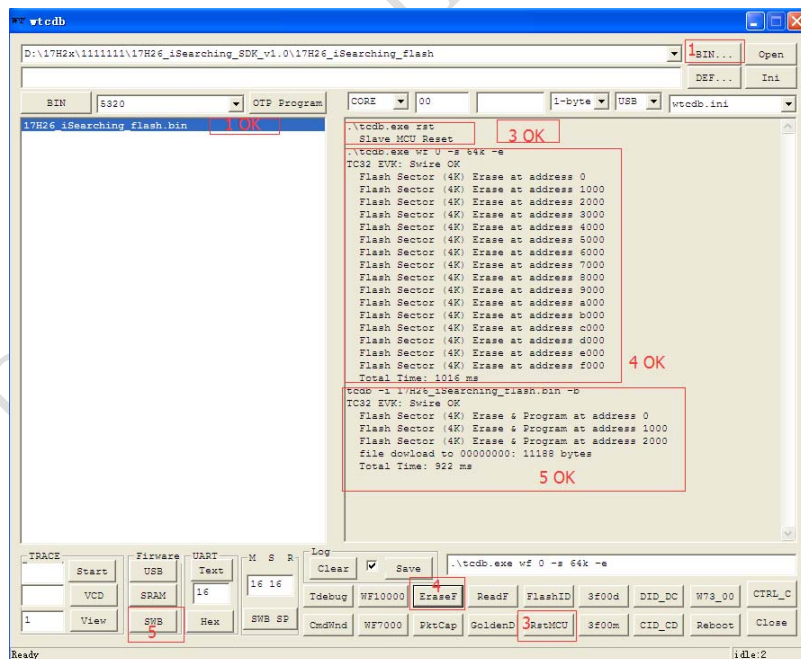 wtcdb
D:\17H2x\1111111\17H26_iSearching_SDK_v1.0\17H26_iSearching_flash
1 BIN...
Open
DEF...
Ini
BIN
5320
OTP Program
CORE
00
1-byte
USB
wtcdb.ini
17H26_iSearching_flash.bin
1 OK
.\tcdb.exe rst
Slave MCU Reset
3 OK
.\tcdb.exe wf 0 -s 64k -e
TC32 EVK: Swire OK
Flash Sector (4K) Erase at address 0
Flash Sector (4K) Erase at address 1000
Flash Sector (4K) Erase at address 2000
Flash Sector (4K) Erase at address 3000
Flash Sector (4K) Erase at address 4000
Flash Sector (4K) Erase at address 5000
Flash Sector (4K) Erase at address 6000
Flash Sector (4K) Erase at address 7000
Flash Sector (4K) Erase at address 8000
Flash Sector (4K) Erase at address 9000
Flash Sector (4K) Erase at address a000
Flash Sector (4K) Erase at address b000
Flash Sector (4K) Erase at address c000
Flash Sector (4K) Erase at address d000
Flash Sector (4K) Erase at address e000
Flash Sector (4K) Erase at address f000
4 OK
Total Time: 1016 ms
tcdb -i 17H26_iSearching_flash.bin -b
TC32 EVK: Swire OK
Flash Sector (4K) Erase & Program at address 0
Flash Sector (4K) Erase & Program at address 1000
Flash Sector (4K) Erase & Program at address 2000
file dowload to 00000000: 11188 bytes
Total Time: 922 ms
5 OK
TRACE
Firware
UART
M S R
Log
Start
USB
Text
Clear
Save
.\tcdb.exe wf 0 -s 64k -e
VCD
SRAM
16
16 16
Tdebug
WF10000
4
EraseF
ReadF
FlashID
3f00d
DID_DC
W73_00
CTRL_C
1
View
SWB
5
Hex
SWB SP
CmdWnd
WF7000
PktCap
GoldenD
3
RstMCU
3f00m
CID_CD
Reboot
Close
Ready
idle:2